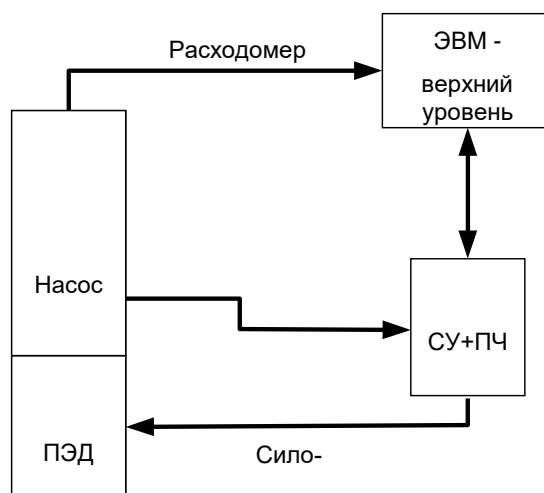 Расходомер
ЭВМ -
верхний
уровень
Насос
СУ+ПЧ
ПЭД
Сило-